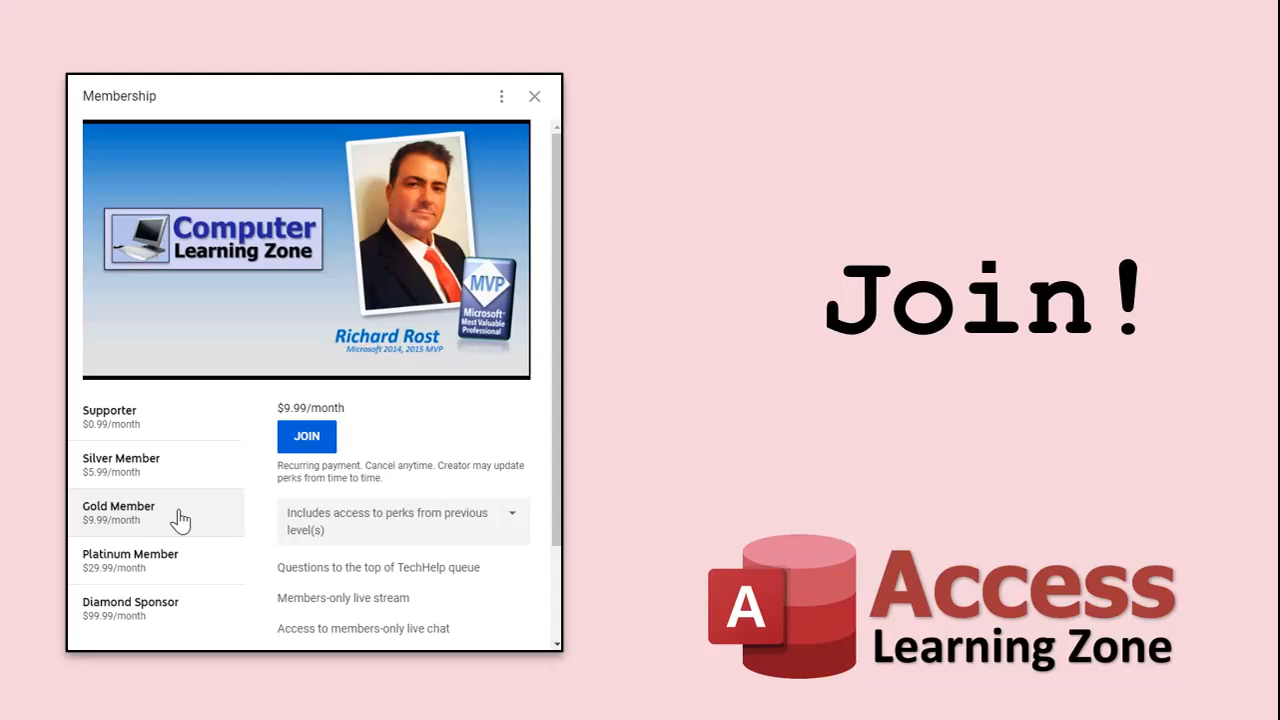 Membership
Computer
Learning Zone
MVP
Microsoft
Most Valuable
Professional
Richard Rost
Microsoft 2014, 2015 MVP
Supporter
$0.99/month
Silver Member
$5.99/month
Gold Member
$9.99/month
Platinum Member
$29.99/month
Diamond Sponsor
$99.99/month
$9.99/month
JOIN
Recurring payment. Cancel anytime. Creator may update
perks from time to time.
Includes access to perks from previous
level(s)
Questions to the top of TechHelp queue
Members-only live stream
Access to members-only live chat
Join!
A
Access
Learning Zone